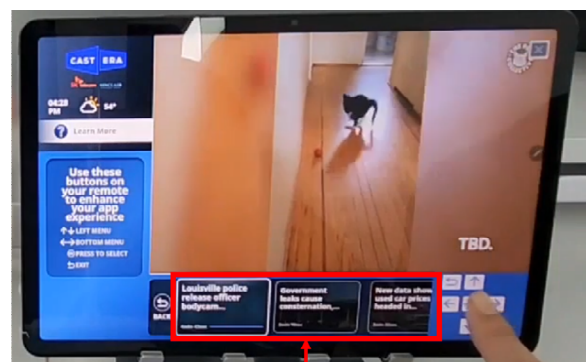 CAST ERA
04:28
PM
54°
Learn More
Use these
buttons on
your remote
to enhance
your app
experience
LEFT MENU
BOTTOM MENU
PRESS TO SELECT
EXIT
TBD.
BACK
Louisville police
release officer
bodycam...
Government
leaks cause
consternation,...
New data show
used car prices
headed in...